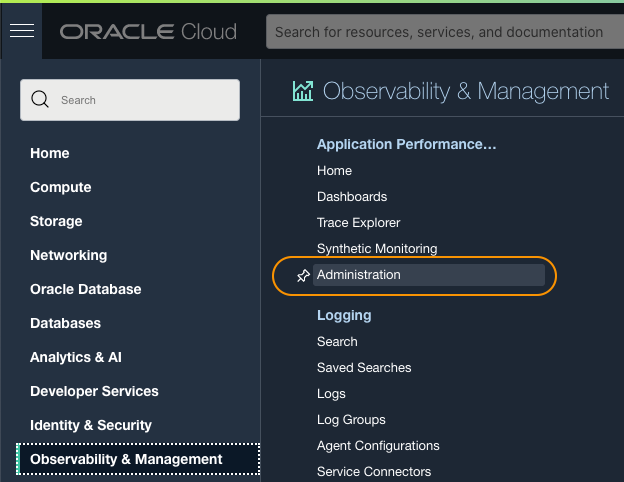 ORACLE Cloud
Search for resources, services, and documentation
Search
Home
Compute
Storage
Networking
Oracle Database
Databases
Analytics & AI
Developer Services
Identity & Security
Observability & Management
Observability & Management
Application Performance...
Home
Dashboards
Trace Explorer
Synthetic Monitoring
Administration
Logging
Search
Saved Searches
Logs
Log Groups
Agent Configurations
Service Connectors